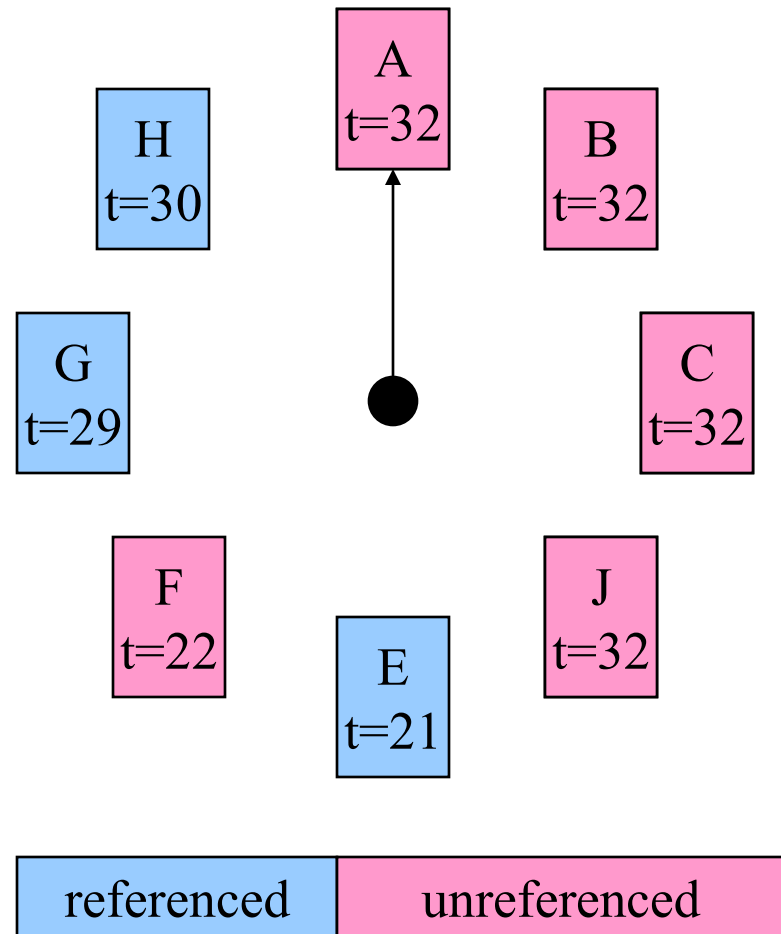 A
t=32
B
t=32
C
t=32
J
t=32
E
t=21
F
t=22
G
t=29
H
t=30
referenced
unreferenced